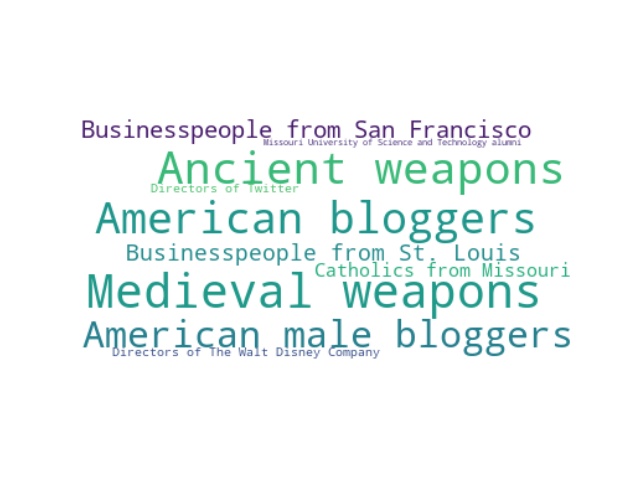 Businesspeople from San Francisco
Missouri University of Science and Technology alumni
Ancient weapons
Directors of Twitter
American bloggers
Businesspeople from St. Louis
Catholics from Missouri
Medieval weapons
American male bloggers
Directors of The Walt Disney Company